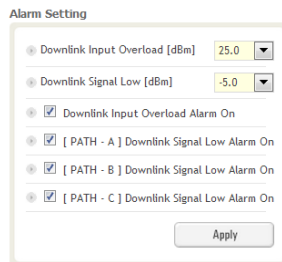 Alarm Setting
Downlink Input Overload [dBm] 25.0
Downlink Signal Low [dBm] -5.0
Downlink Input Overload Alarm On
[ PATH - A ] Downlink Signal Low Alarm On
[ PATH - B ] Downlink Signal Low Alarm On
[ PATH - C ] Downlink Signal Low Alarm On
Apply